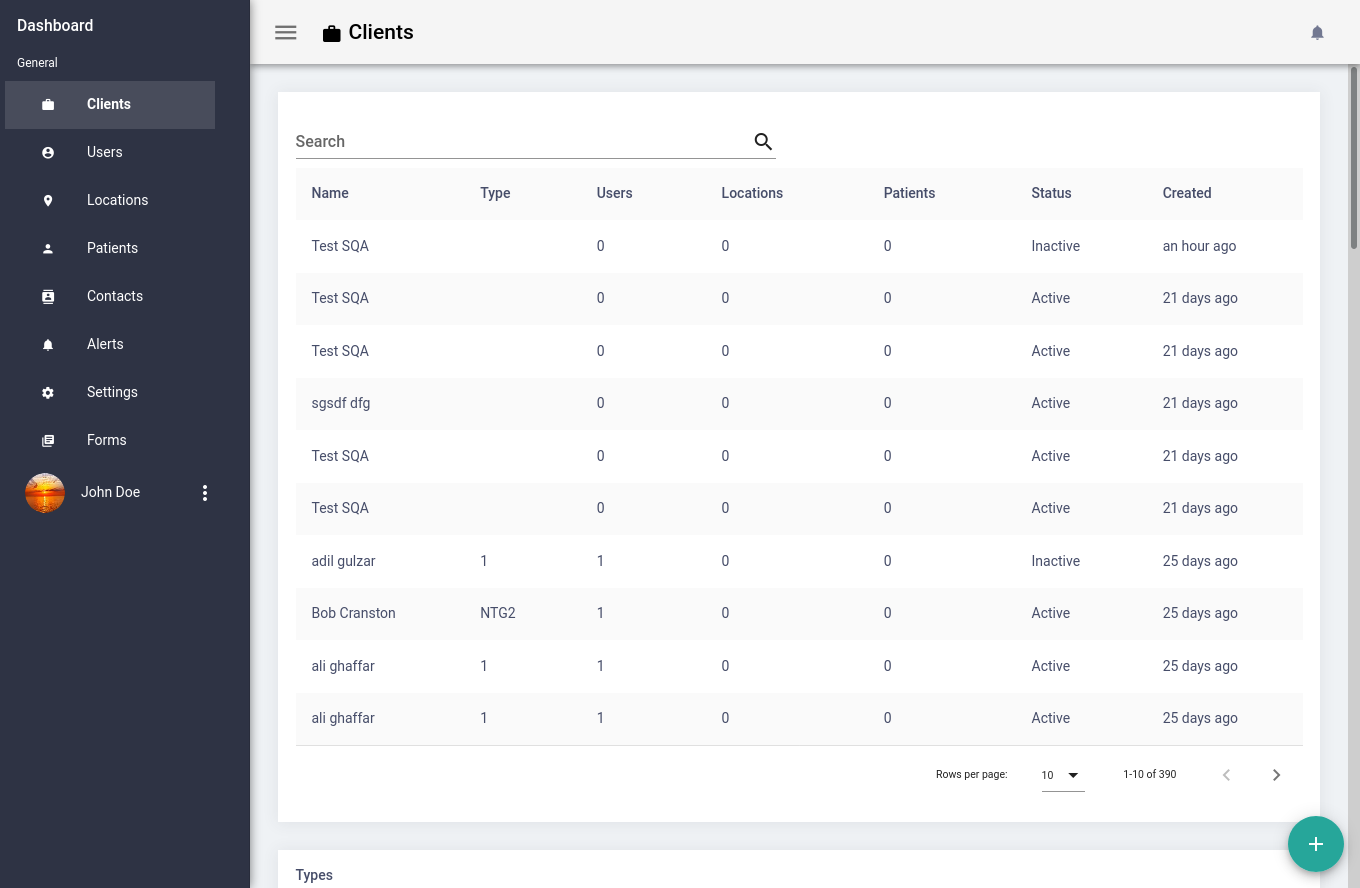 Dashboard
General
Clients
Users
Locations
Patients
Contacts
Alerts
Settings
Forms
John Doe
Clients
Search
Name Type Users Locations Patients Status Created
Test SQA 0 0 0 Inactive an hour ago
Test SQA 0 0 0 Active 21 days ago
Test SQA 0 0 0 Active 21 days ago
sgsdf dfg 0 0 0 Active 21 days ago
Test SQA 0 0 0 Active 21 days ago
Test SQA 0 0 0 Active 21 days ago
adil gulzar 1 1 0 0 Inactive 25 days ago
Bob Cranston NTG2 1 0 0 Active 25 days ago
ali ghaffar 1 1 0 0 Active 25 days ago
ali ghaffar 1 1 0 0 Active 25 days ago
Rows per page: 10 1-10 of 390
Types